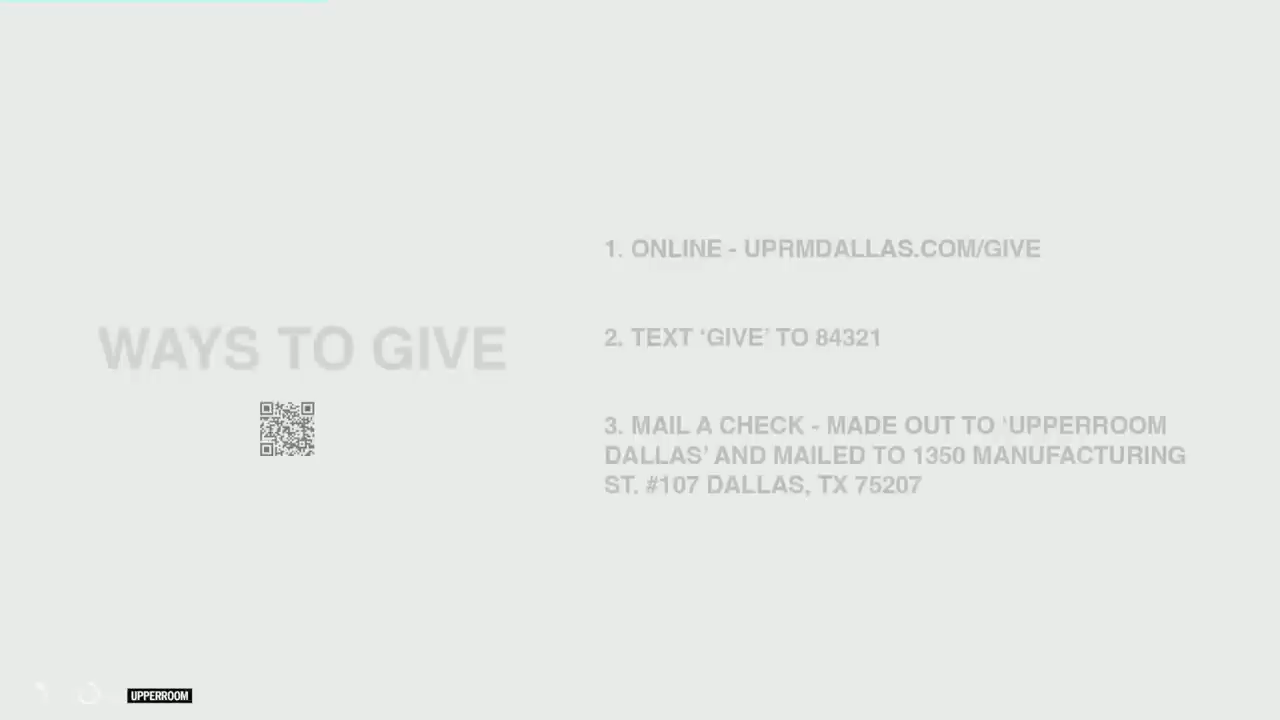 WAYS TO GIVE
1. ONLINE - UPRMDALLAS.COM/GIVE
2. TEXT ‘GIVE’ TO 84321
3. MAIL A CHECK - MADE OUT TO ‘UPPERROOM
DALLAS’ AND MAILED TO 1350 MANUFACTURING
ST. #107 DALLAS, TX 75207
UPPERROOM